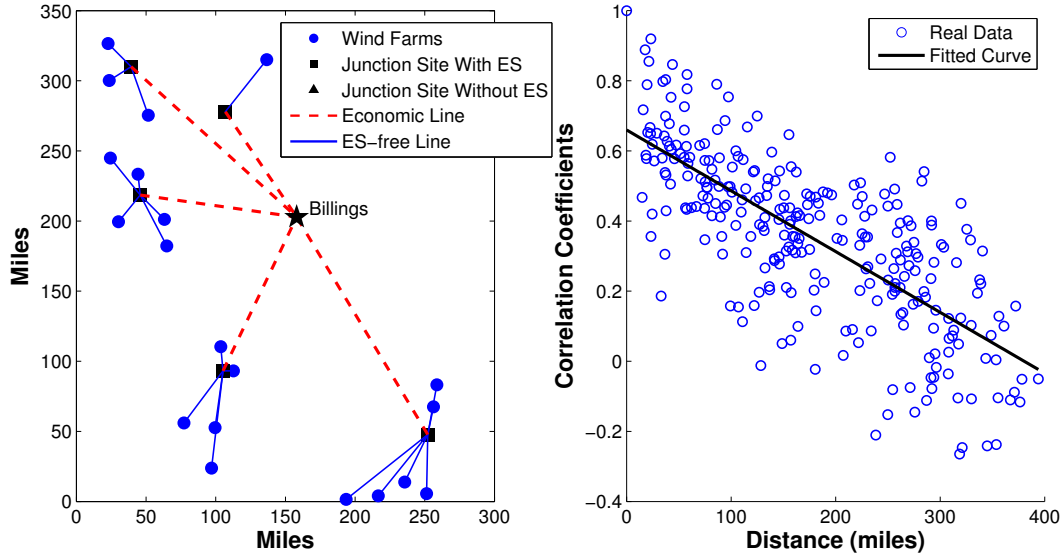 350
300
250
200
150
100
50
0
0
50
100
150
200
250
300
Miles
Miles
Wind Farms
Junction Site With ES
Junction Site Without ES
Economic Line
ES−free Line
Billings
1
0.8
0.6
0.4
0.2
0
−0.2
−0.4
0
100
200
300
400
Distance (miles)
Correlation Coefficients
Real Data
Fitted Curve